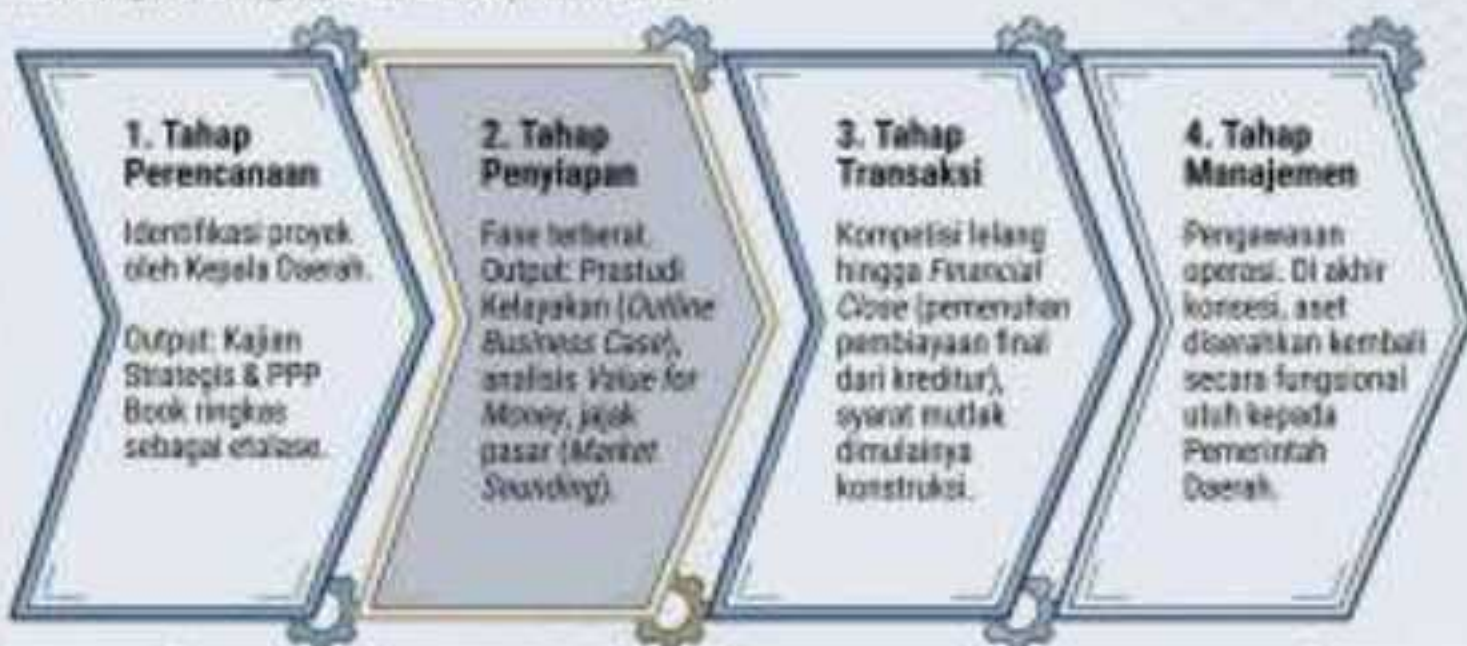 1. Tahap
Perencanaan
Identifikasi proyek
oleh Kepala Daerah.
Output: Kajian
Strategis & PPP
Book ringkas
sebagai etalase.
2. Tahap
Penyiapan
Fase terberat.
Output: Prastudi
Kelayakan (Outline
Business Case),
analisis Value for
Money, jajak
pasar (Market
Sounding).
3. Tahap
Transaksi
Kompetisi lelang
hingga Financial
Close (pemenuhan
pembiayaan final
dari kreditur),
syarat mutlak
dimulainya
konstruksi.
4. Tahap
Manajemen
Pengawasan
operasi. Di akhir
konsesi, aset
diserahkan kembali
secara fungsional
utuh kepada
Pemerintah
Daerah.